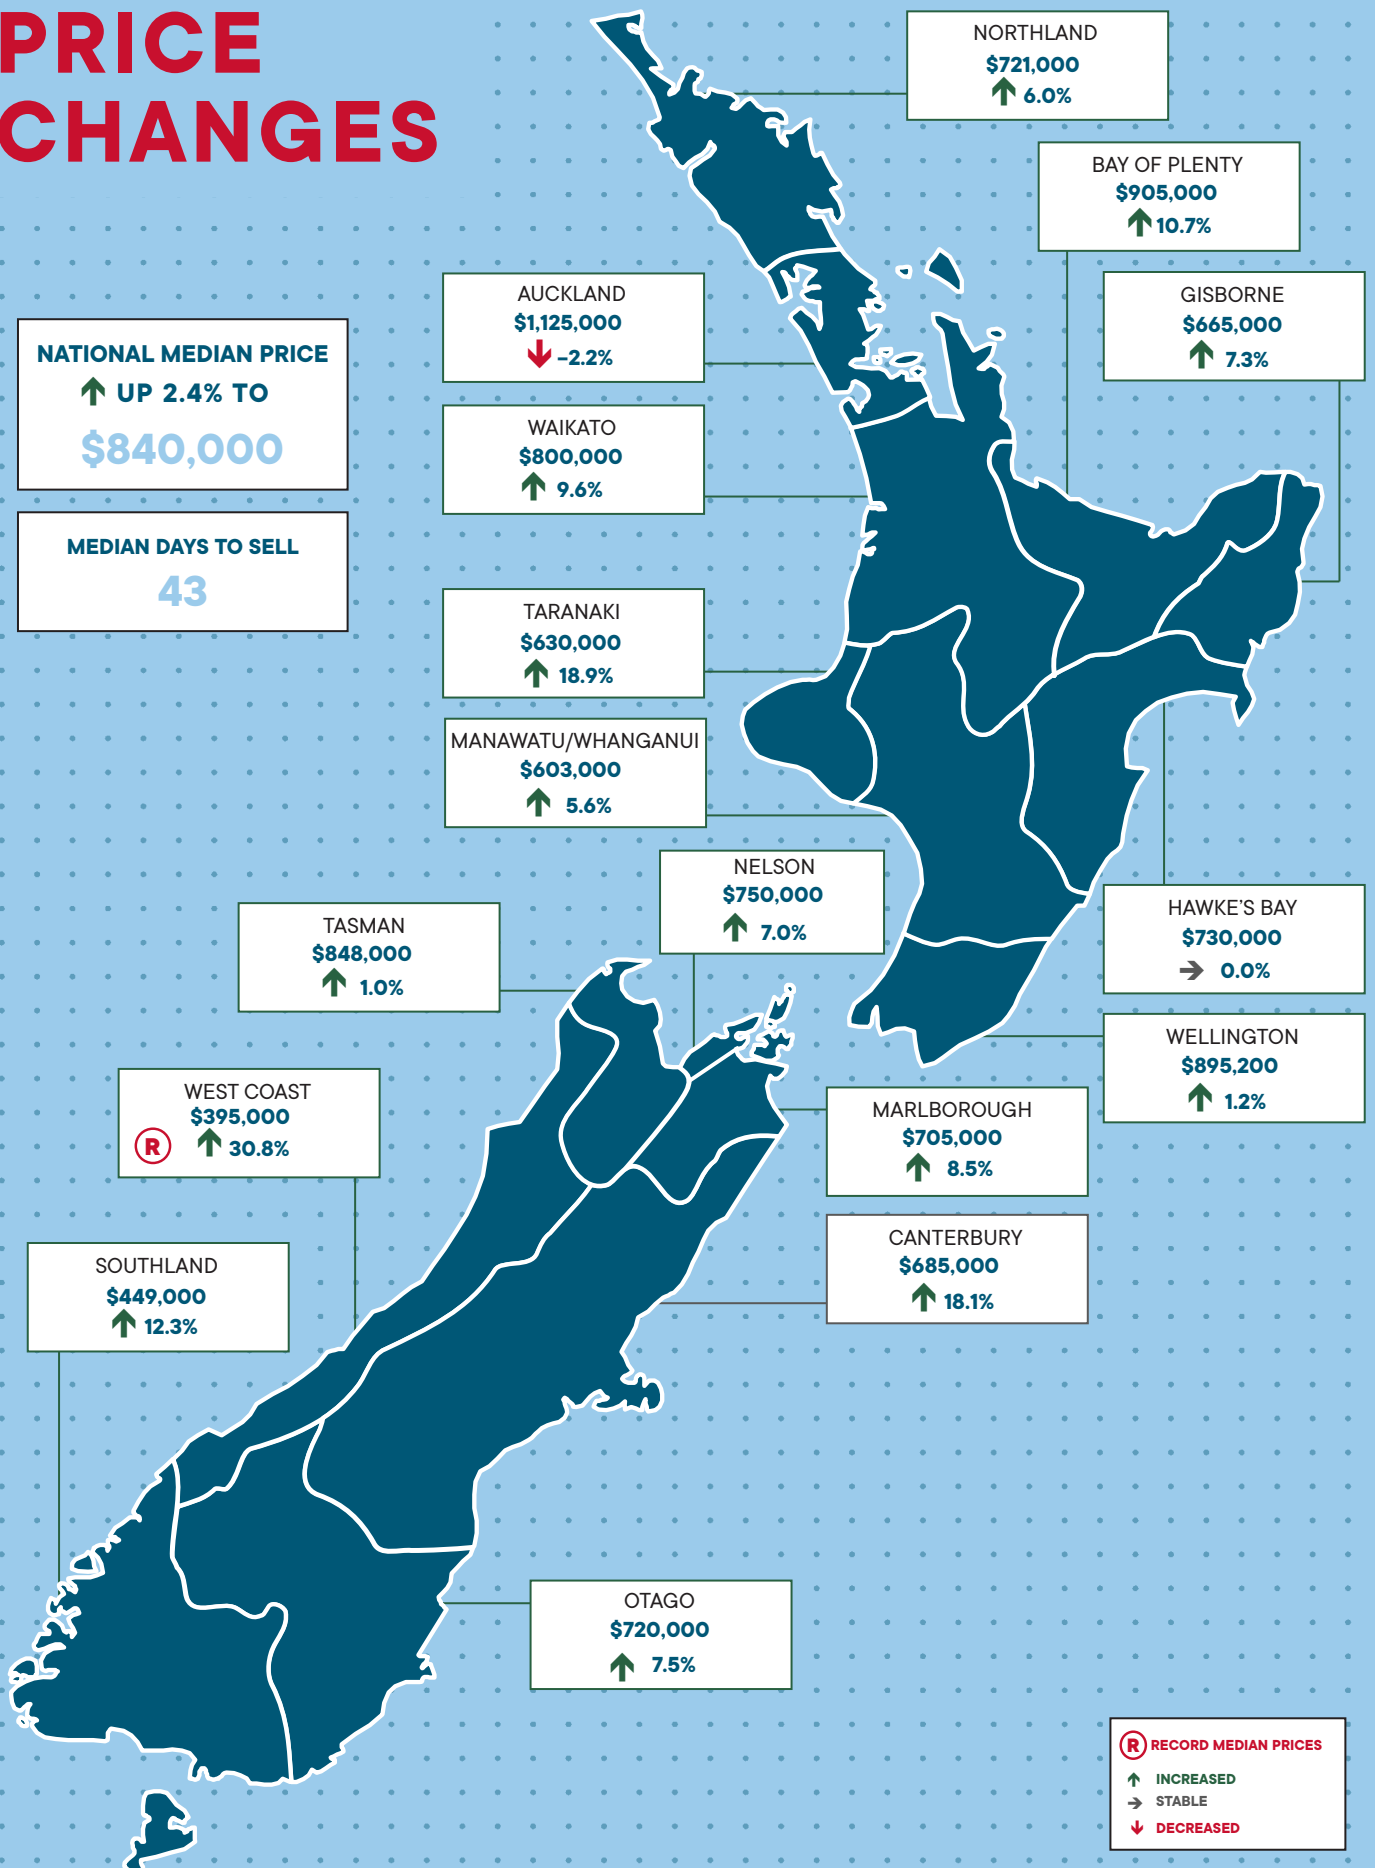 PRICE
CHANGES
NORTHLAND
$721,000
6.0%
BAY OF PLENTY
$905,000
10.7%
AUCKLAND
$1,125,000
-2.2%
GISBORNE
$665,000
7.3%
NATIONAL MEDIAN PRICE
UP 2.4% TO
$840,000
WAIKATO
$800,000
9.6%
MEDIAN DAYS TO SELL
43
TARANAKI
$630,000
18.9%
MANAWATU/WHANGANUI
$603,000
5.6%
NELSON
$750,000
7.0%
TASMAN
$848,000
1.0%
HAWKE'S BAY
$730,000
0.0%
WELLINGTON
$895,200
1.2%
WEST COAST
$395,000
R 30.8%
MARLBOROUGH
$705,000
8.5%
CANTERBURY
$685,000
18.1%
SOUTHLAND
$449,000
12.3%
OTAGO
$720,000
7.5%
R RECORD MEDIAN PRICES
INCREASED
STABLE
DECREASED